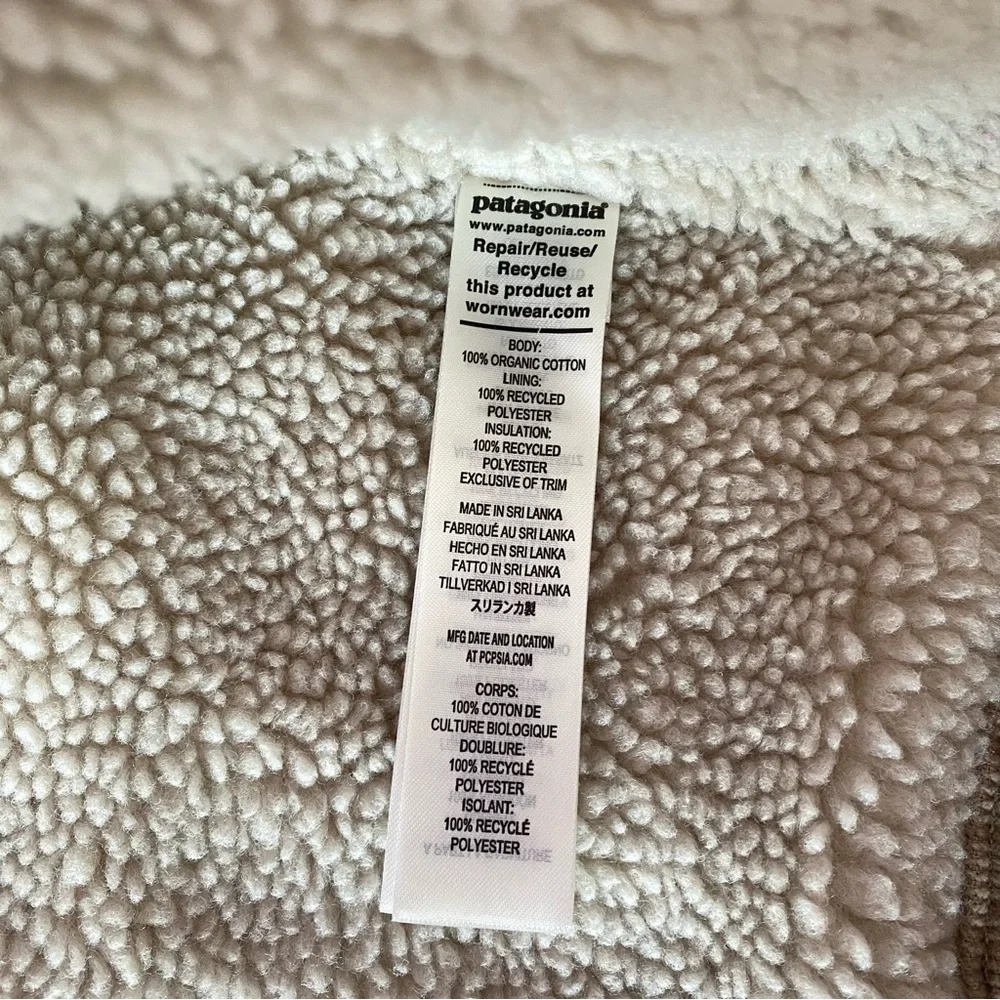 patagonia®
www.patagonia.com
Repair/Reuse/
Recycle
this product at
wornwear.com
BODY:
100% ORGANIC COTTON
LINING:
100% RECYCLED
POLYESTER
INSULATION:
100% RECYCLED
POLYESTER
EXCLUSIVE OF TRIM
MADE IN SRI LANKA
FABRIQUÉ AU SRI LANKA
HECHO EN SRI LANKA
FATTO IN SRI LANKA
TILLVERKAD I SRI LANKA
スリランカ製
MFG DATE AND LOCATION
AT PCPSIA.COM
CORPS:
100% COTON DE
CULTURE BIOLOGIQUE
DOUBLURE:
100% RECYCLÉ
POLYESTER
ISOLANT:
100% RECYCLÉ
POLYESTER